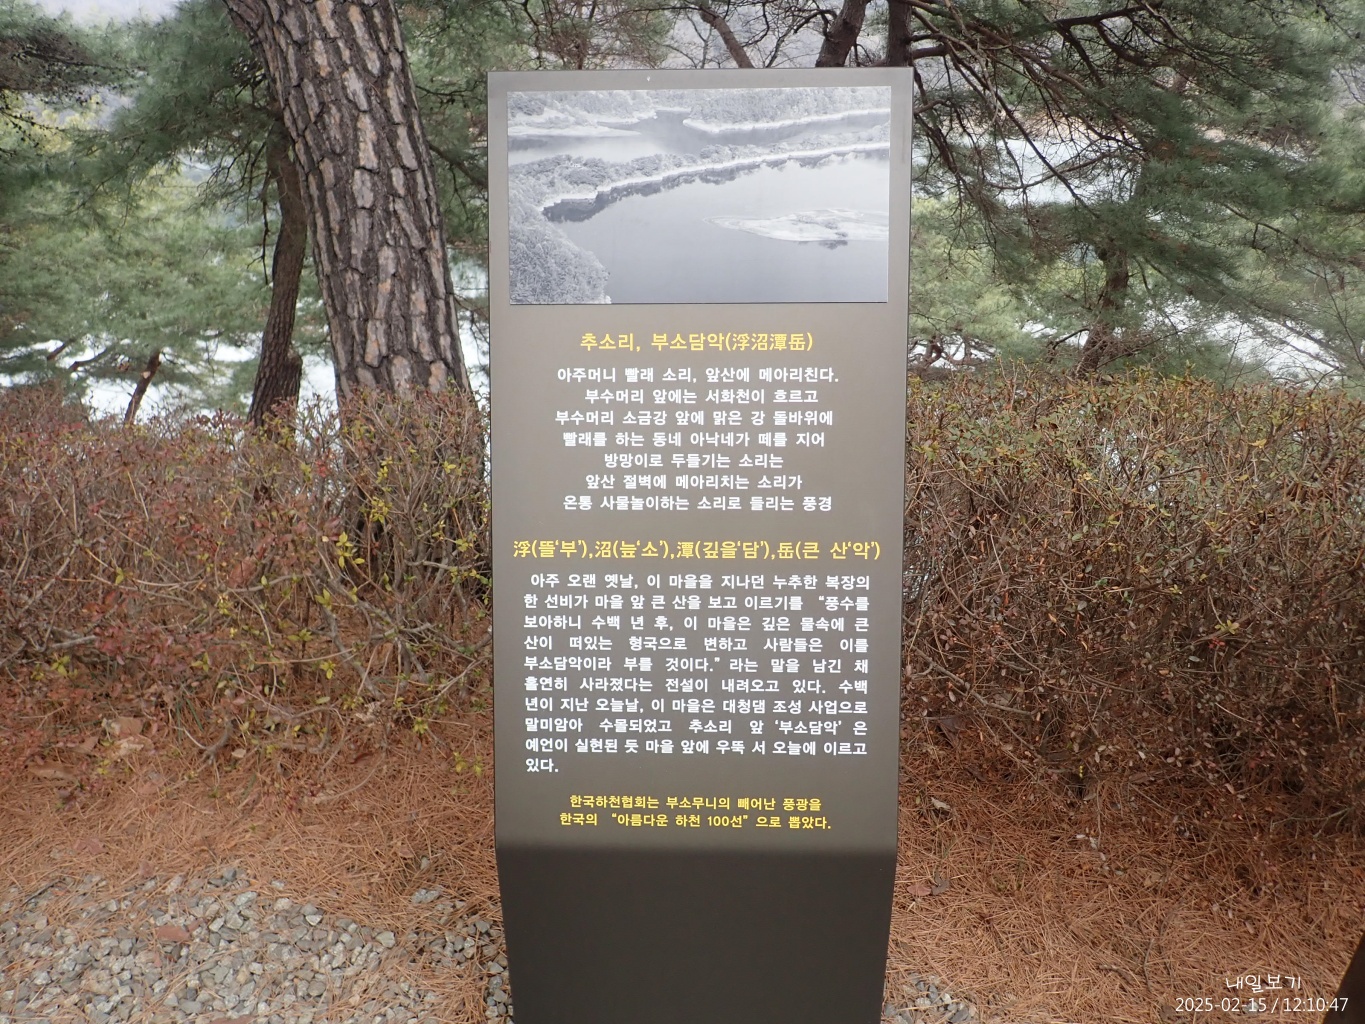 추소리, 부소담악(浮沼潭岳)
아주머니 빨래 소리, 앞산에 메아리친다.
부수머리 앞에는 서화천이 흐르고
부수머리 소금강 앞에 맑은 강 돌바위에
빨래를 하는 동네 아낙네가 떼를 지어
방망이로 두들기는 소리는
앞산 절벽에 메아리치는 소리가
온통 사물놀이하는 소리로 들리는 풍경
浮(뜰‘부’),沼(늪‘소’),潭(깊을‘담’),岳(큰 산‘악’)
아주 오랜 옛날, 이 마을을 지나던 누추한 복장의
한 선비가 마을 앞 큰 산을 보고 이르기를 “풍수를
보아하니 수백 년 후, 이 마을은 깊은 물속에 큰
산이 떠있는 형국으로 변하고 사람들은 이를
부소담악이라 부를 것이다.” 라는 말을 남긴 채
홀연히 사라졌다는 전설이 내려오고 있다. 수백
년이 지난 오늘날, 이 마을은 대청댐 조성 사업으로
말미암아 수몰되었고 추소리 앞 ‘부소담악’ 은
예언이 실현된 듯 마을 앞에 우뚝 서 오늘에 이르고
있다.
한국하천협회는 부소무니의 빼어난 풍광을
한국의 “아름다운 하천 100선” 으로 뽑았다.
내일보기
2025-02-15 / 12:10:47